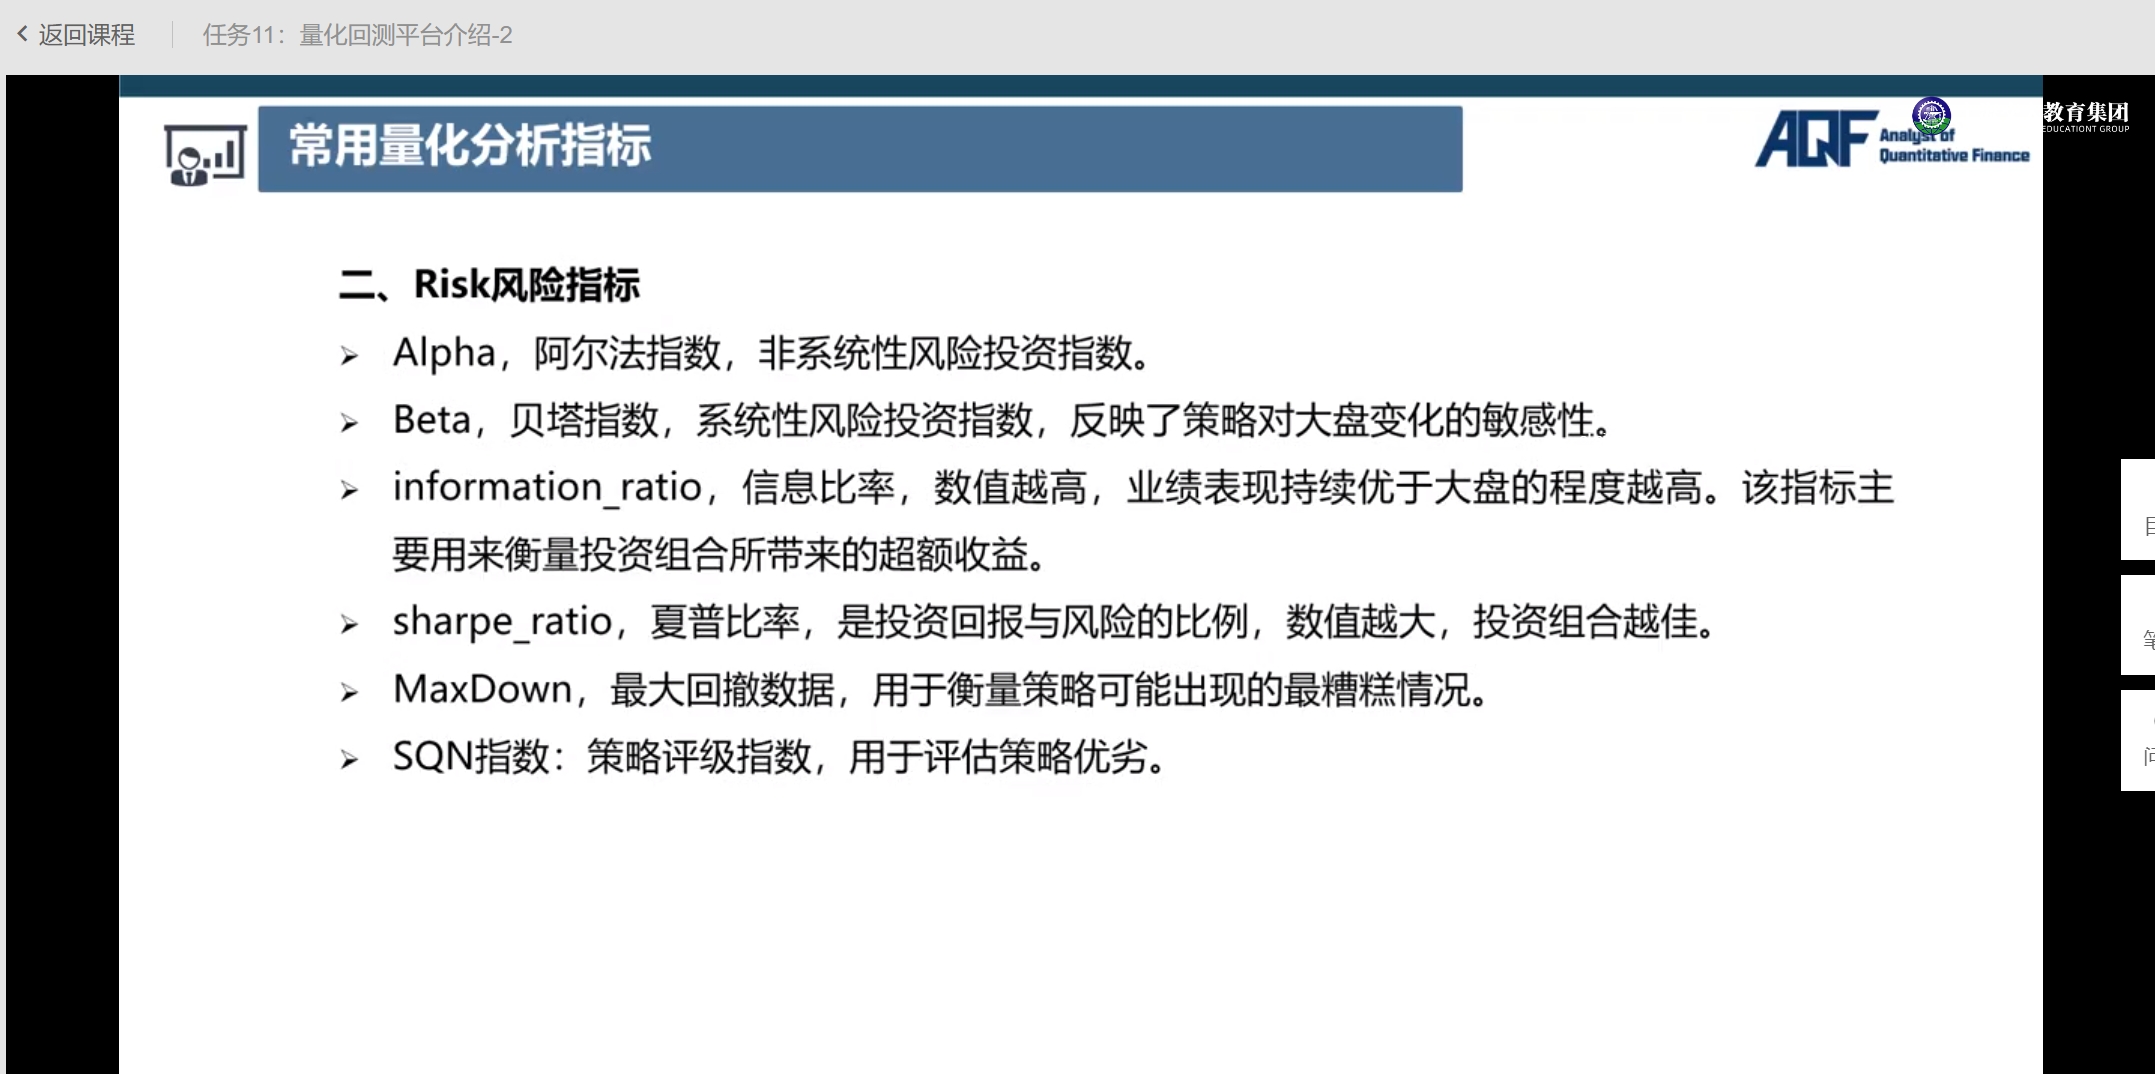 返回课程
任务11：量化回测平台介绍-2
常用量化分析指标
AQF
Analyst of
Quantitative Finance
教育集团
EDUCATIONT GROUP
二、Risk风险指标
Alpha，阿尔法指数，非系统性风险投资指数。
Beta，贝塔指数，系统性风险投资指数，反映了策略对大盘变化的敏感性。
information_ratio，信息比率，数值越高，业绩表现持续优于大盘的程度越高。该指标主
要用来衡量投资组合所带来的超额收益。
sharpe_ratio，夏普比率，是投资回报与风险的比例，数值越大，投资组合越佳。
MaxDown，最大回撤数据，用于衡量策略可能出现的最糟糕情况。
SQN指数：策略评级指数，用于评估策略优劣。